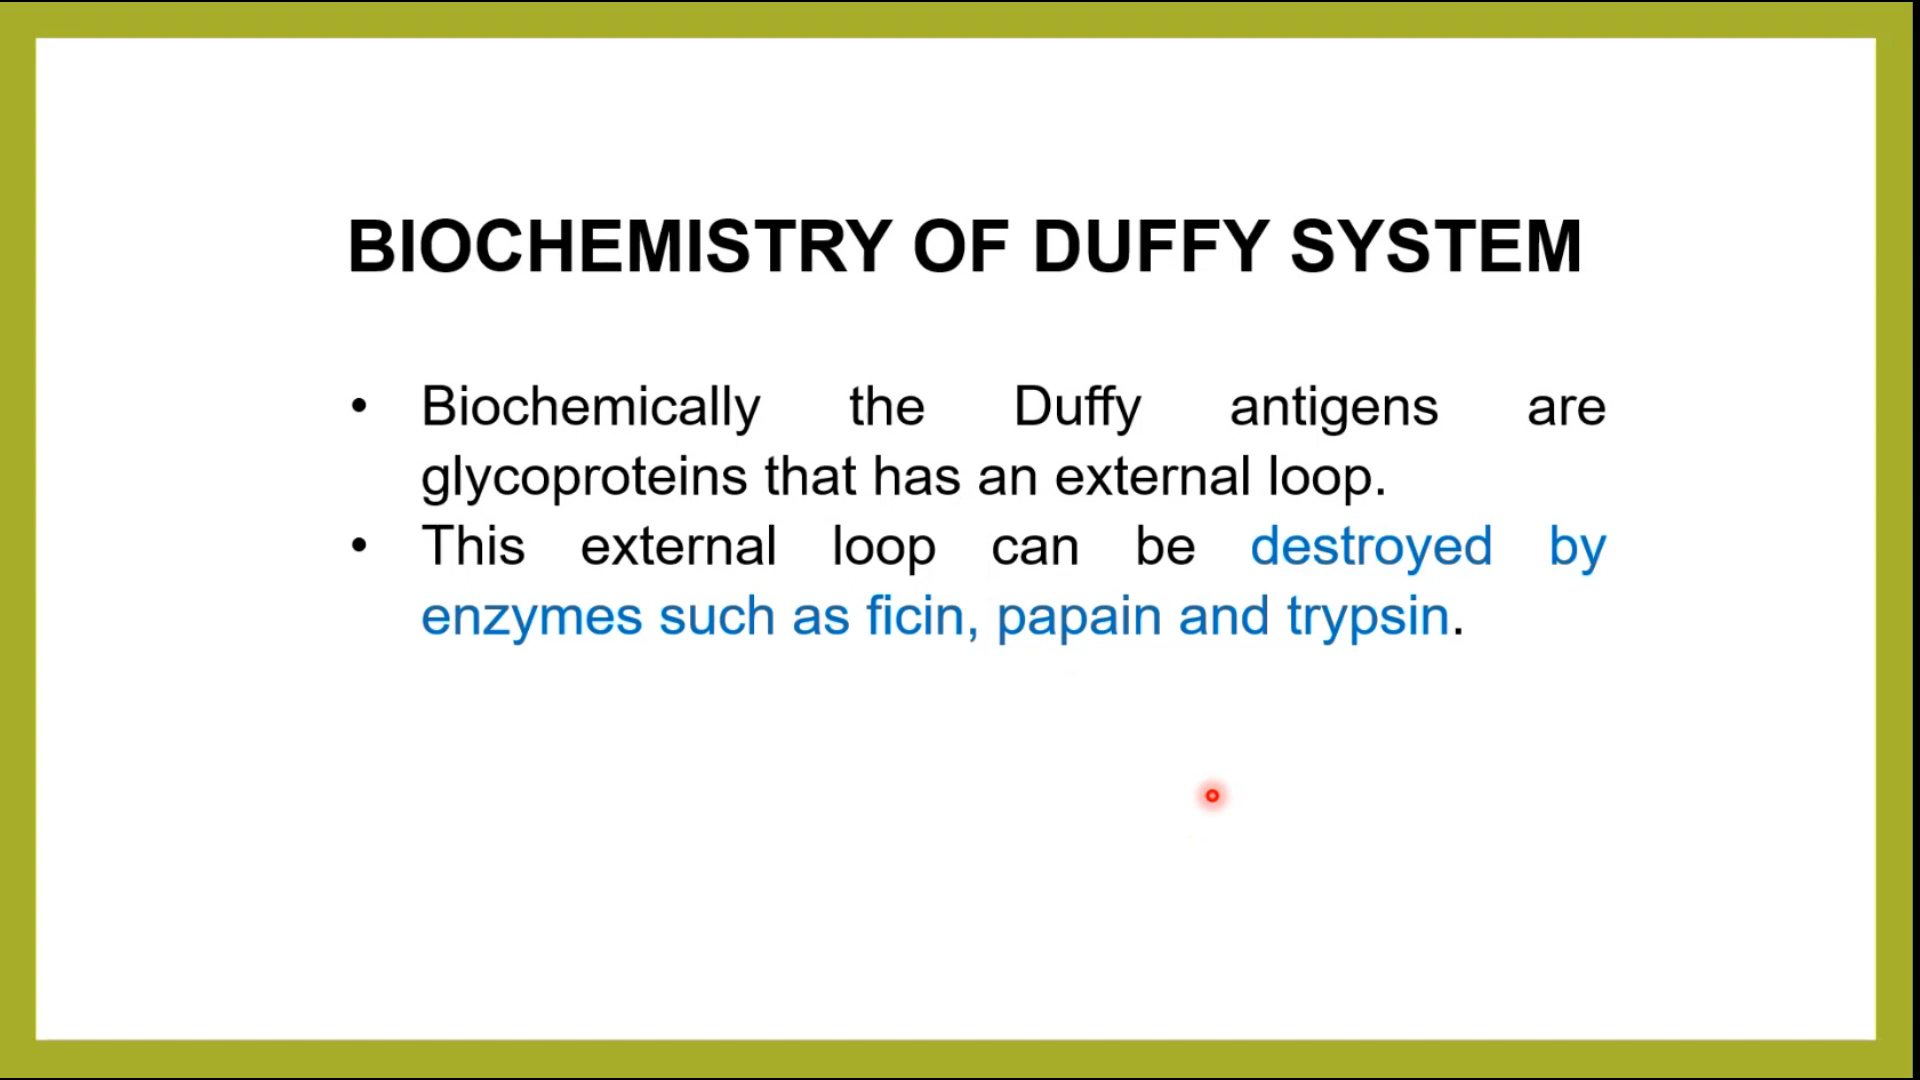 BIOCHEMISTRY OF DUFFY SYSTEM
• Biochemically the Duffy antigens are
glycoproteins that has an external loop.
• This external loop can be destroyed by
enzymes such as ficin, papain and trypsin.